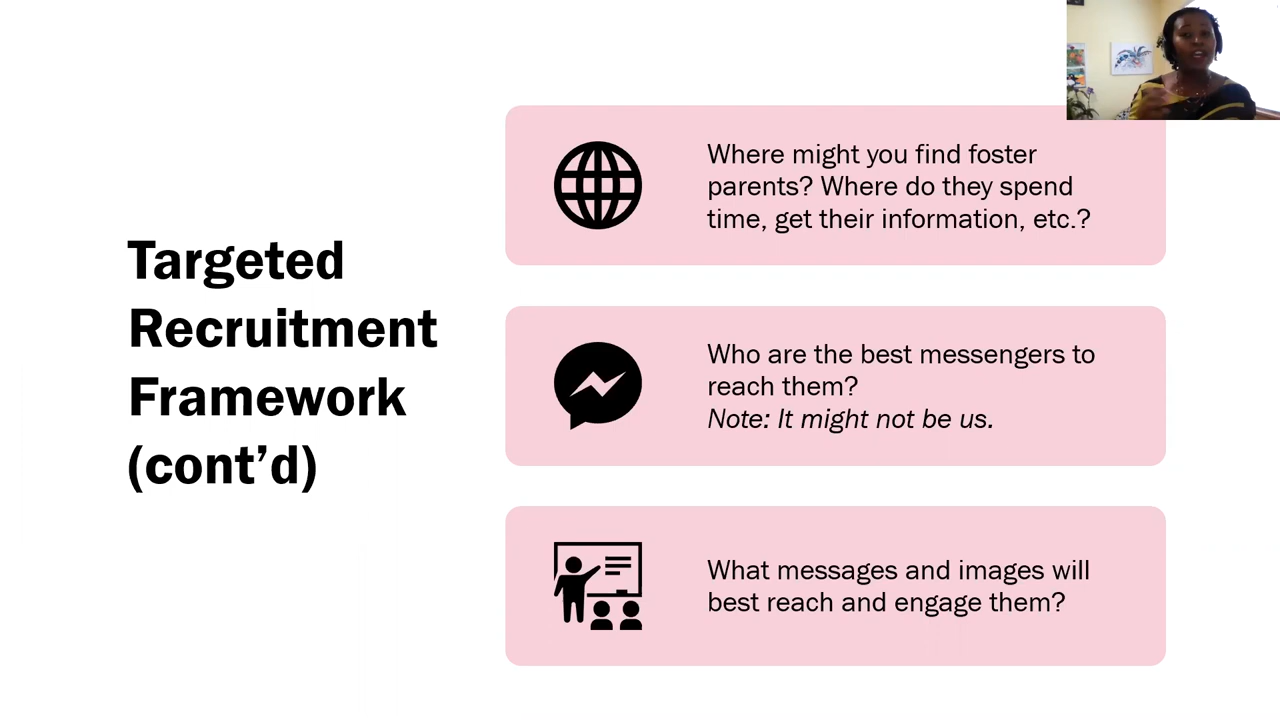 Targeted
Recruitment
Framework
(cont’d)
Where might you find foster
parents? Where do they spend
time, get their information, etc.?
Who are the best messengers to
reach them?
Note: It might not be us.
What messages and images will
best reach and engage them?